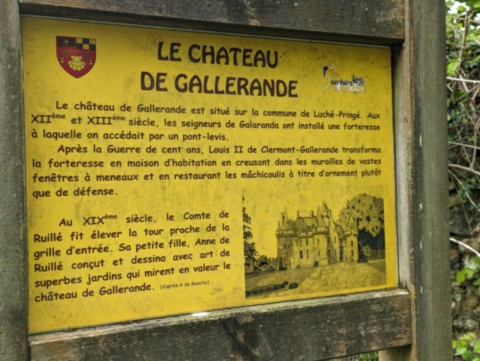 LE CHATEAU
DE GALLERANDE
Le château de Gallerande est situé sur la commune de Luché-Pringé. Aux
XIIème et XIIIème siècle, les seigneurs de Galaranda ont installé une forteresse
à laquelle on accédait par un pont-levis.
Après la Guerre de cent ans, Louis II de Clermont-Gallerande transforma
la forteresse en maison d'habitation en creusant dans les murailles de vastes
fenêtres à meneaux et en restaurant les mâchicoulis à titre d'ornement plutôt
que de défense.
Au XIXème siècle, le Comte de
Ruillé fit élever la tour proche de la
grille d'entrée. Sa petite fille, Anne de
Ruillé conçut et dessina avec art de
superbes jardins qui mirent en valeur le
château de Gallerande.